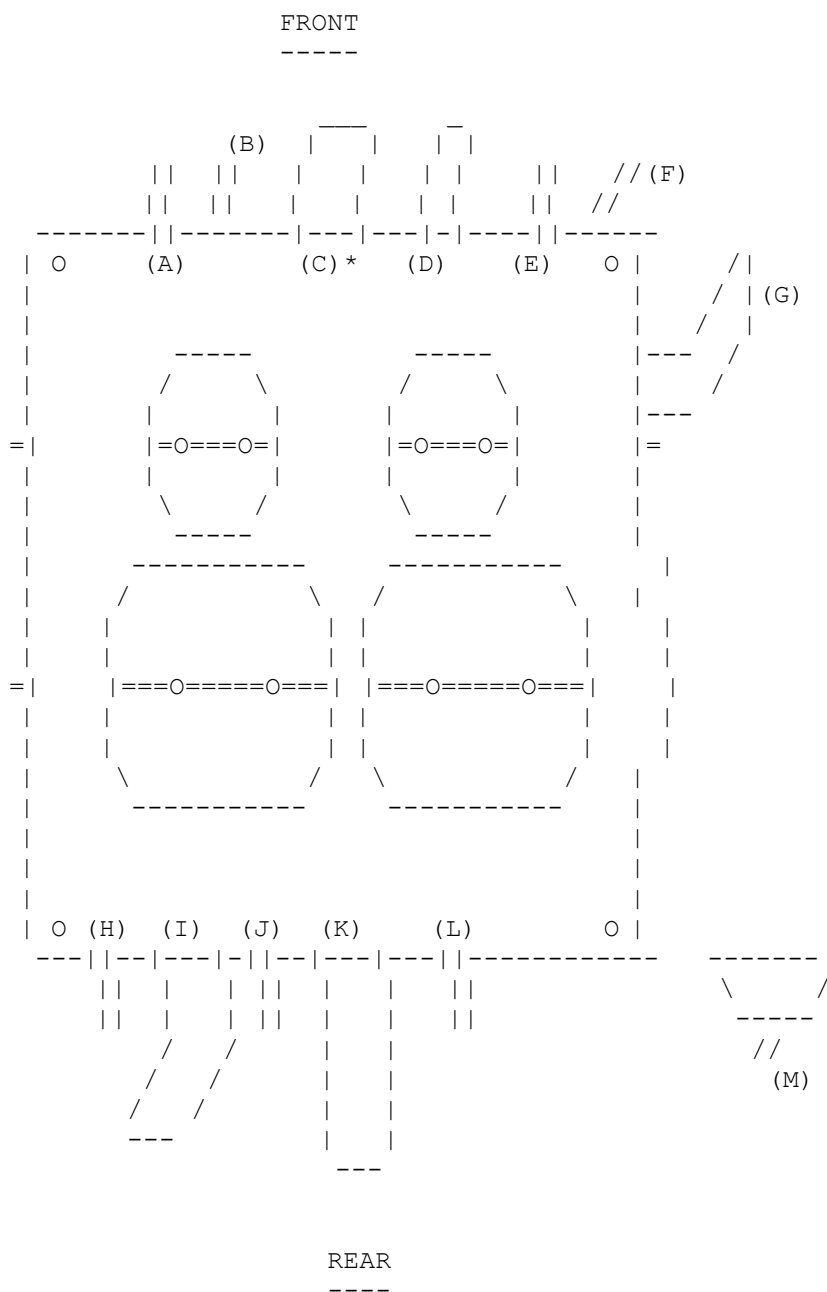 FRONT
(B)
(F)
(A) (C)* (D) (E)
(G)
(H) (I) (J) (K) (L)
(M)
REAR